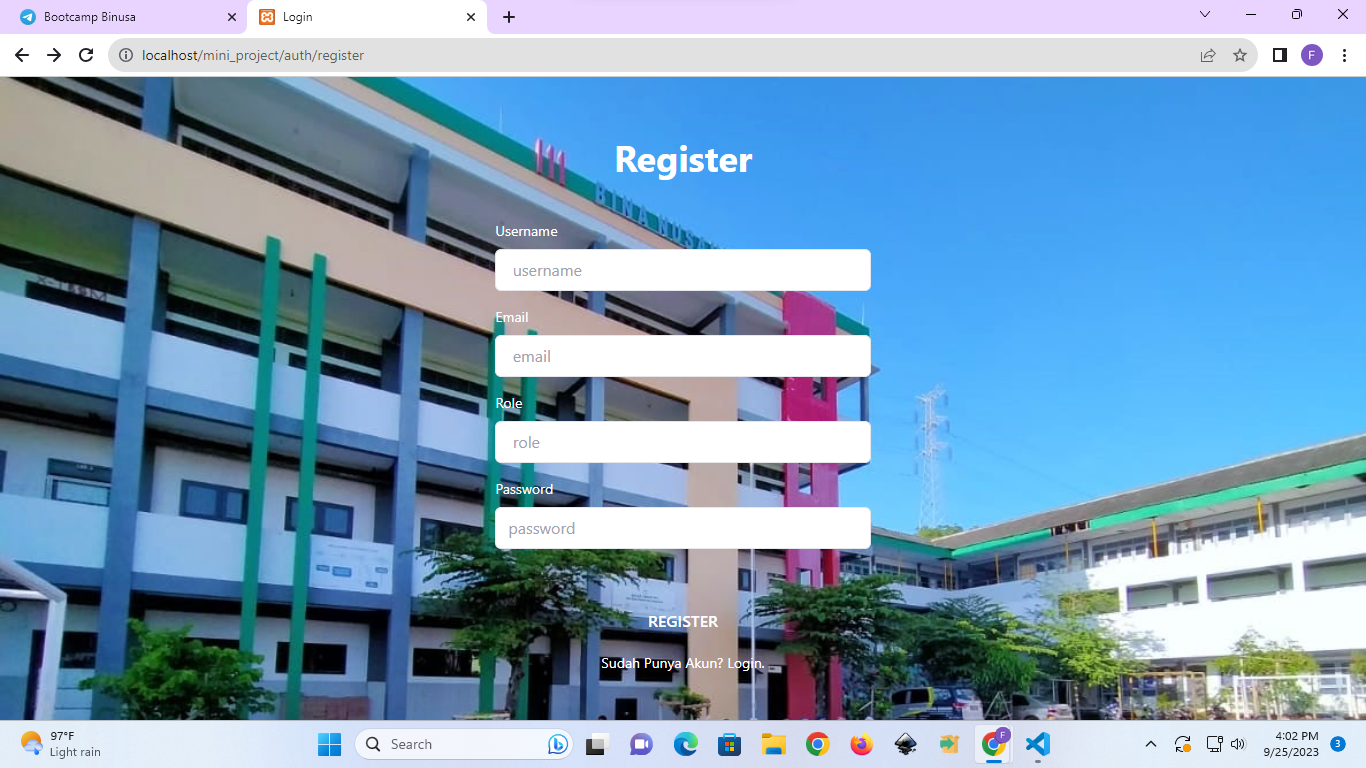 Bootcamp Binusa
Login
localhost/mini_project/auth/register
F
Register
Username
username
Email
email
Role
role
Password
password
REGISTER
Sudah Punya Akun? Login.
97°F
Light rain
Search
F
4:02 PM
9/25/2023
3